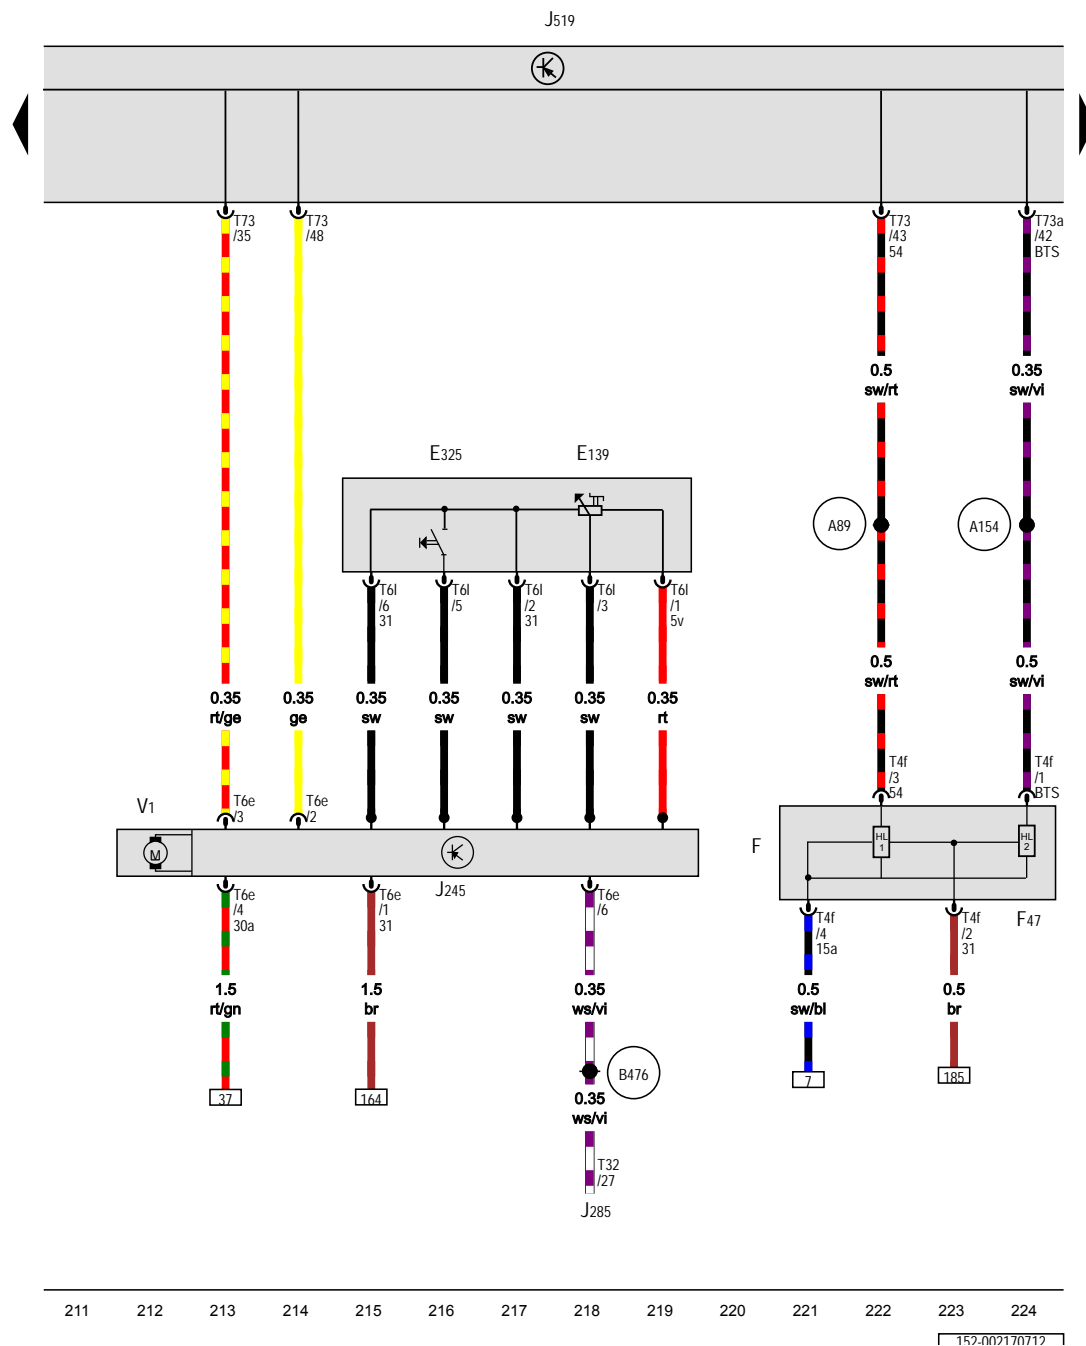 J519
T73
/35
T73
/48
T73
/43
54
T73a
/42
BTS
0.5
sw/rt
0.35
sw/vi
E325
E139
A89
A154
T6l
/6
31
T6l
/5
T6l
/2
31
T6l
/3
T6l
/1
5v
0.5
sw/rt
0.5
sw/vi
0.35
rt/ge
0.35
ge
0.35
sw
0.35
sw
0.35
sw
0.35
sw
0.35
rt
T4f
/3
54
T4f
/1
BTS
V1
T6e
/3
T6e
/2
M
J245
F
HL
1
HL
2
F47
T6e
/4
30a
T6e
/1
31
T6e
/6
T4f
/4
15a
T4f
/2
31
1.5
rt/gn
1.5
br
0.35
ws/vi
0.5
sw/bl
0.5
br
37
164
B476
7
185
0.35
ws/vi
T32
/27
J285
211 212 213 214 215 216 217 218 219 220 221 222 223 224
152-002170712